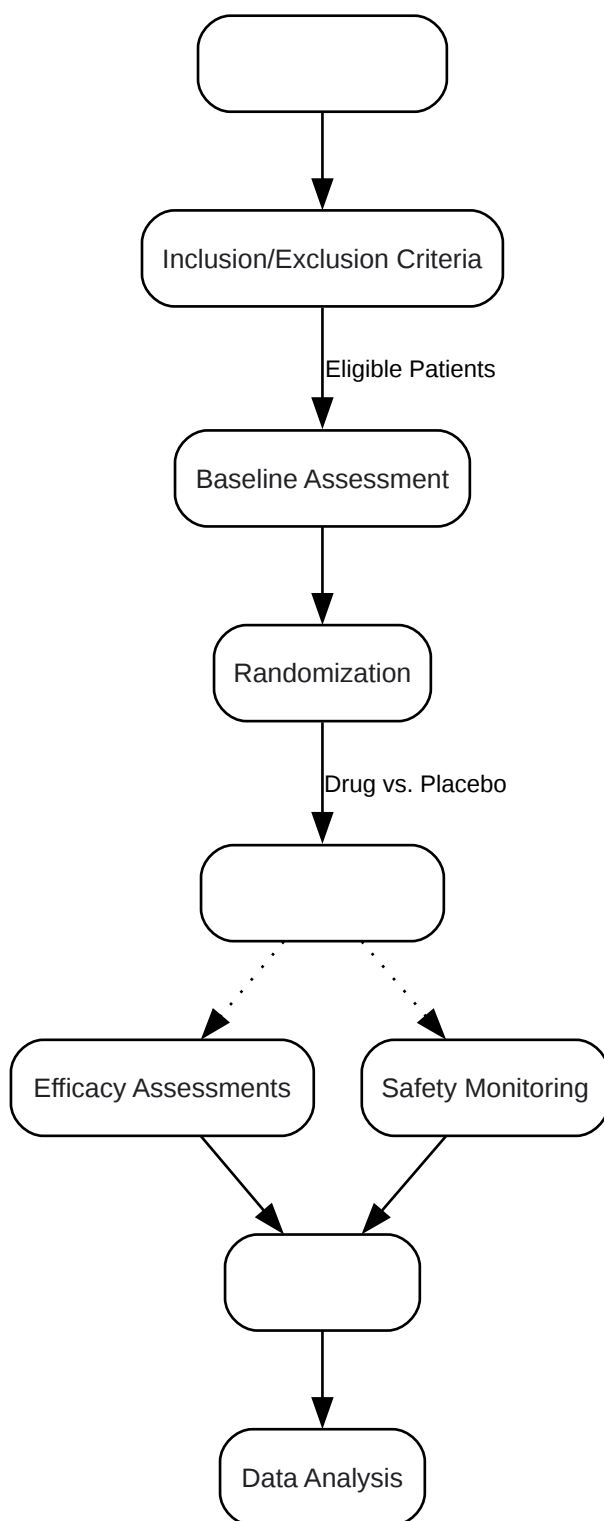 Inclusion/Exclusion Criteria
Eligible Patients
Baseline Assessment
Randomization
Drug vs. Placebo
Efficacy Assessments
Safety Monitoring
Data Analysis